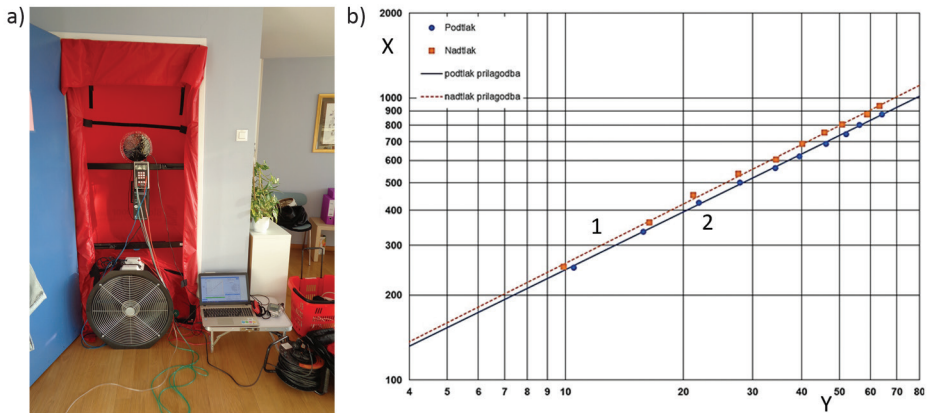 a)
b)
X
2000
1000
900
800
700
600
500
400
300
200
100
Podtlak
Nadtlak
podtlak prilagodba
nadtlak prilagodba
1
2
4 5 6 7 8 9 10 20 30 40 50 60 70 80
Y